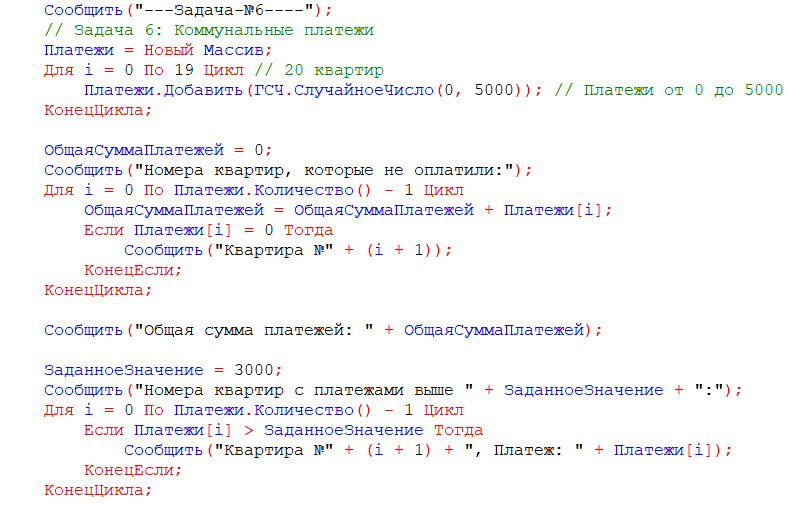 Сообщить("---Задача-№6----");
// Задача 6: Коммунальные платежи
Платежи = Новый Массив;
Для i = 0 По 19 Цикл // 20 квартир
Платежи.Добавить(ГСЧ.СлучайноеЧисло(0, 5000)); // Платежи от 0 до 5000
КонецЦикла;
ОбщаяСуммаПлатежей = 0;
Сообщить("Номера квартир, которые не оплатили:");
Для i = 0 По Платежи.Количество() - 1 Цикл
ОбщаяСуммаПлатежей = ОбщаяСуммаПлатежей + Платежи[i];
Если Платежи[i] = 0 Тогда
Сообщить("Квартира №" + (i + 1));
КонецЕсли;
КонецЦикла;
Сообщить("Общая сумма платежей: " + ОбщаяСуммаПлатежей);
ЗаданноеЗначение = 3000;
Сообщить("Номера квартир с платежами выше " + ЗаданноеЗначение + ":");
Для i = 0 По Платежи.Количество() - 1 Цикл
Если Платежи[i] > ЗаданноеЗначение Тогда
Сообщить("Квартира №" + (i + 1) + ", Платеж: " + Платежи[i]);
КонецЕсли;
КонецЦикла;